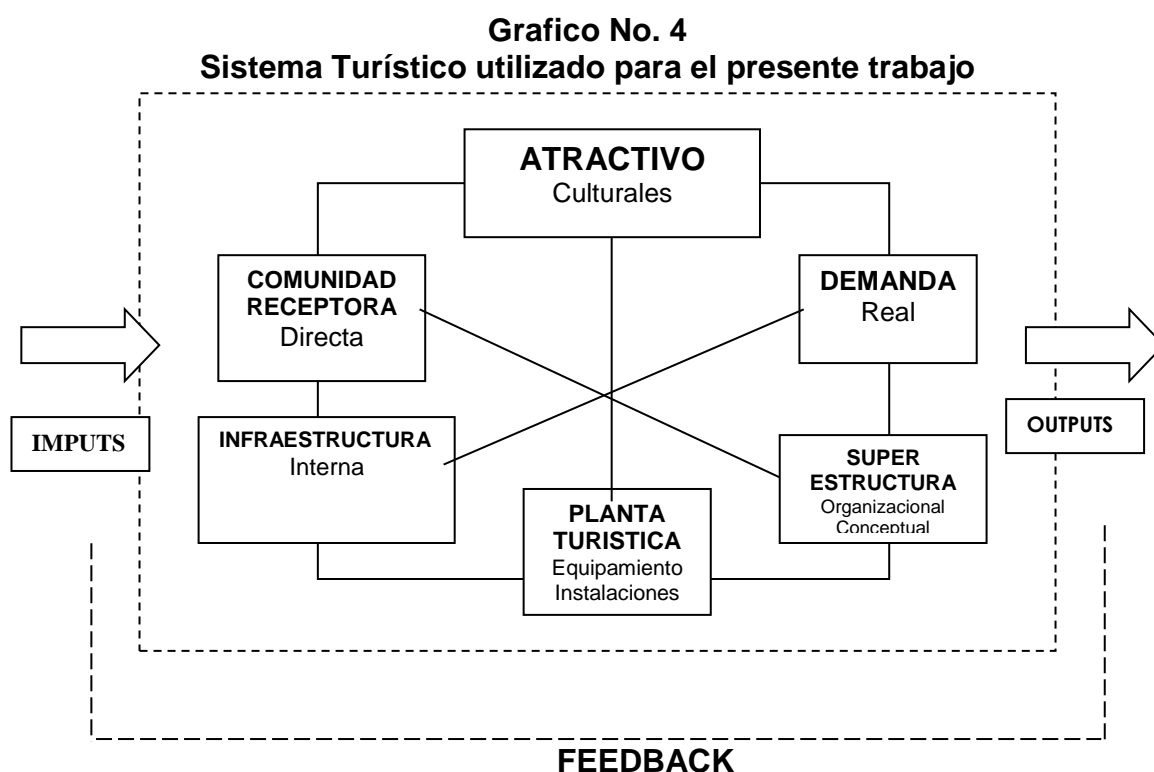 Grafico No. 4
Sistema Turístico utilizado para el presente trabajo
ATRACTIVO
Culturales
COMUNIDAD
RECEPTORA
Directa
DEMANDA
Real
IMPUTS
INFRAESTRUCTURA
Interna
PLANTA
TURISTICA
Equipamiento
Instalaciones
SUPER
ESTRUCTURA
Organizacional
Conceptual
OUTPUTS
FEEDBACK